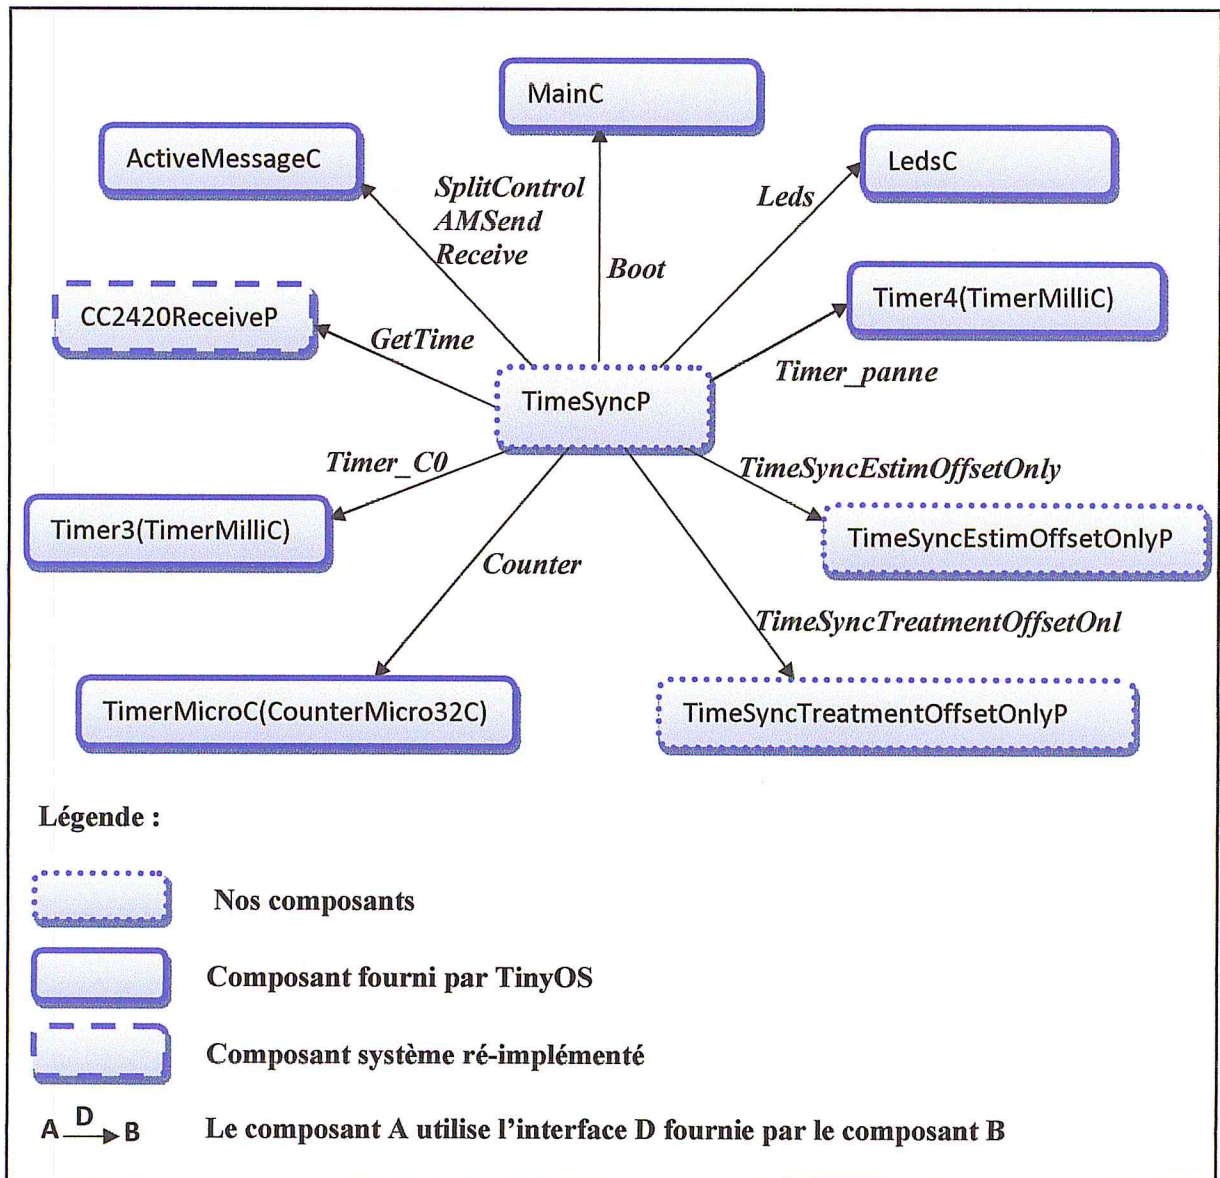 MainC
ActiveMessageC
LedsC
SplitControl
AMSend
Receive
Leds
Boot
Timer4(TimerMilliC)
CC2420ReceiveP
GetTime
Timer_panne
TimeSyncP
Timer_C0
TimeSyncEstimOffsetOnly
Timer3(TimerMilliC)
TimeSyncEstimOffsetOnlyP
Counter
TimeSyncTreatmentOffsetOnl
TimerMicroC(CounterMicro32C)
TimeSyncTreatmentOffsetOnlyP
Légende :
Nos composants
Composant fourni par TinyOS
Composant système ré-implémenté
A D B Le composant A utilise l'interface D fournie par le composant B